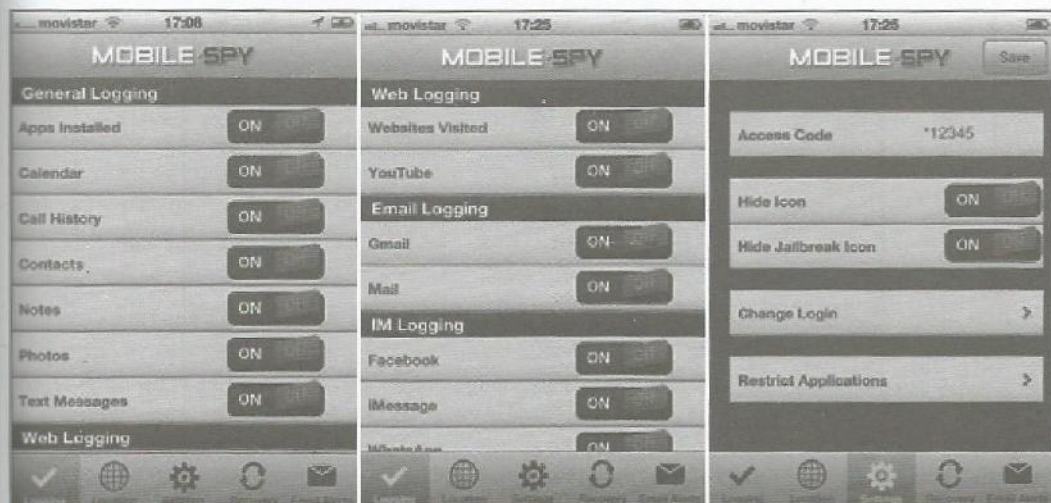 movistar 17:08
MOBILE SPY
General Logging
Apps Installed ON
Calendar ON
Call History ON
Contacts ON
Notes ON
Photos ON
Text Messages ON
Web Logging
movistar 17:25
MOBILE SPY
Web Logging
Websites Visited ON
YouTube ON
Email Logging
Gmail ON
Mail ON
IM Logging
Facebook ON
iMessage ON
WhatsApp ON
movistar 17:25
MOBILE SPY Save
Access Code *12345
Hide Icon ON
Hide Jailbreak Icon ON
Change Login
Restrict Applications